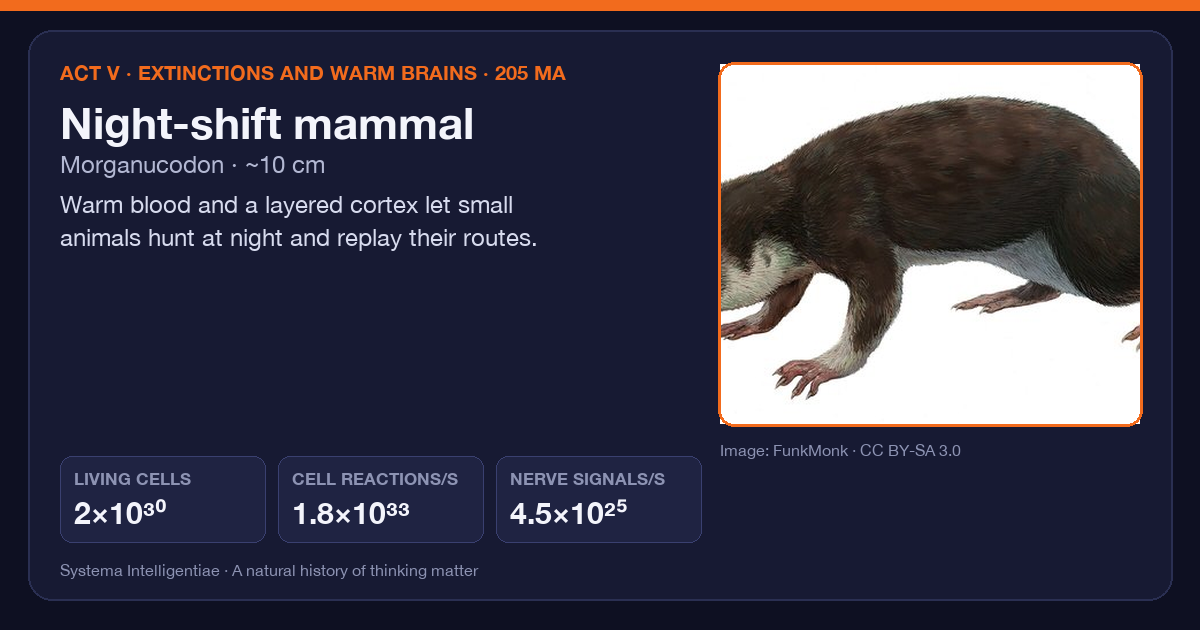 ACT V · EXTINCTIONS AND WARM BRAINS · 205 MA
Night-shift mammal
Morganucodon · ~10 cm
Warm blood and a layered cortex let small
animals hunt at night and replay their routes.
Image: FunkMonk · CC BY-SA 3.0
LIVING CELLS
2×10³⁰
CELL REACTIONS/S
1.8×10³³
NERVE SIGNALS/S
4.5×10²⁵
Systema Intelligentiae · A natural history of thinking matter